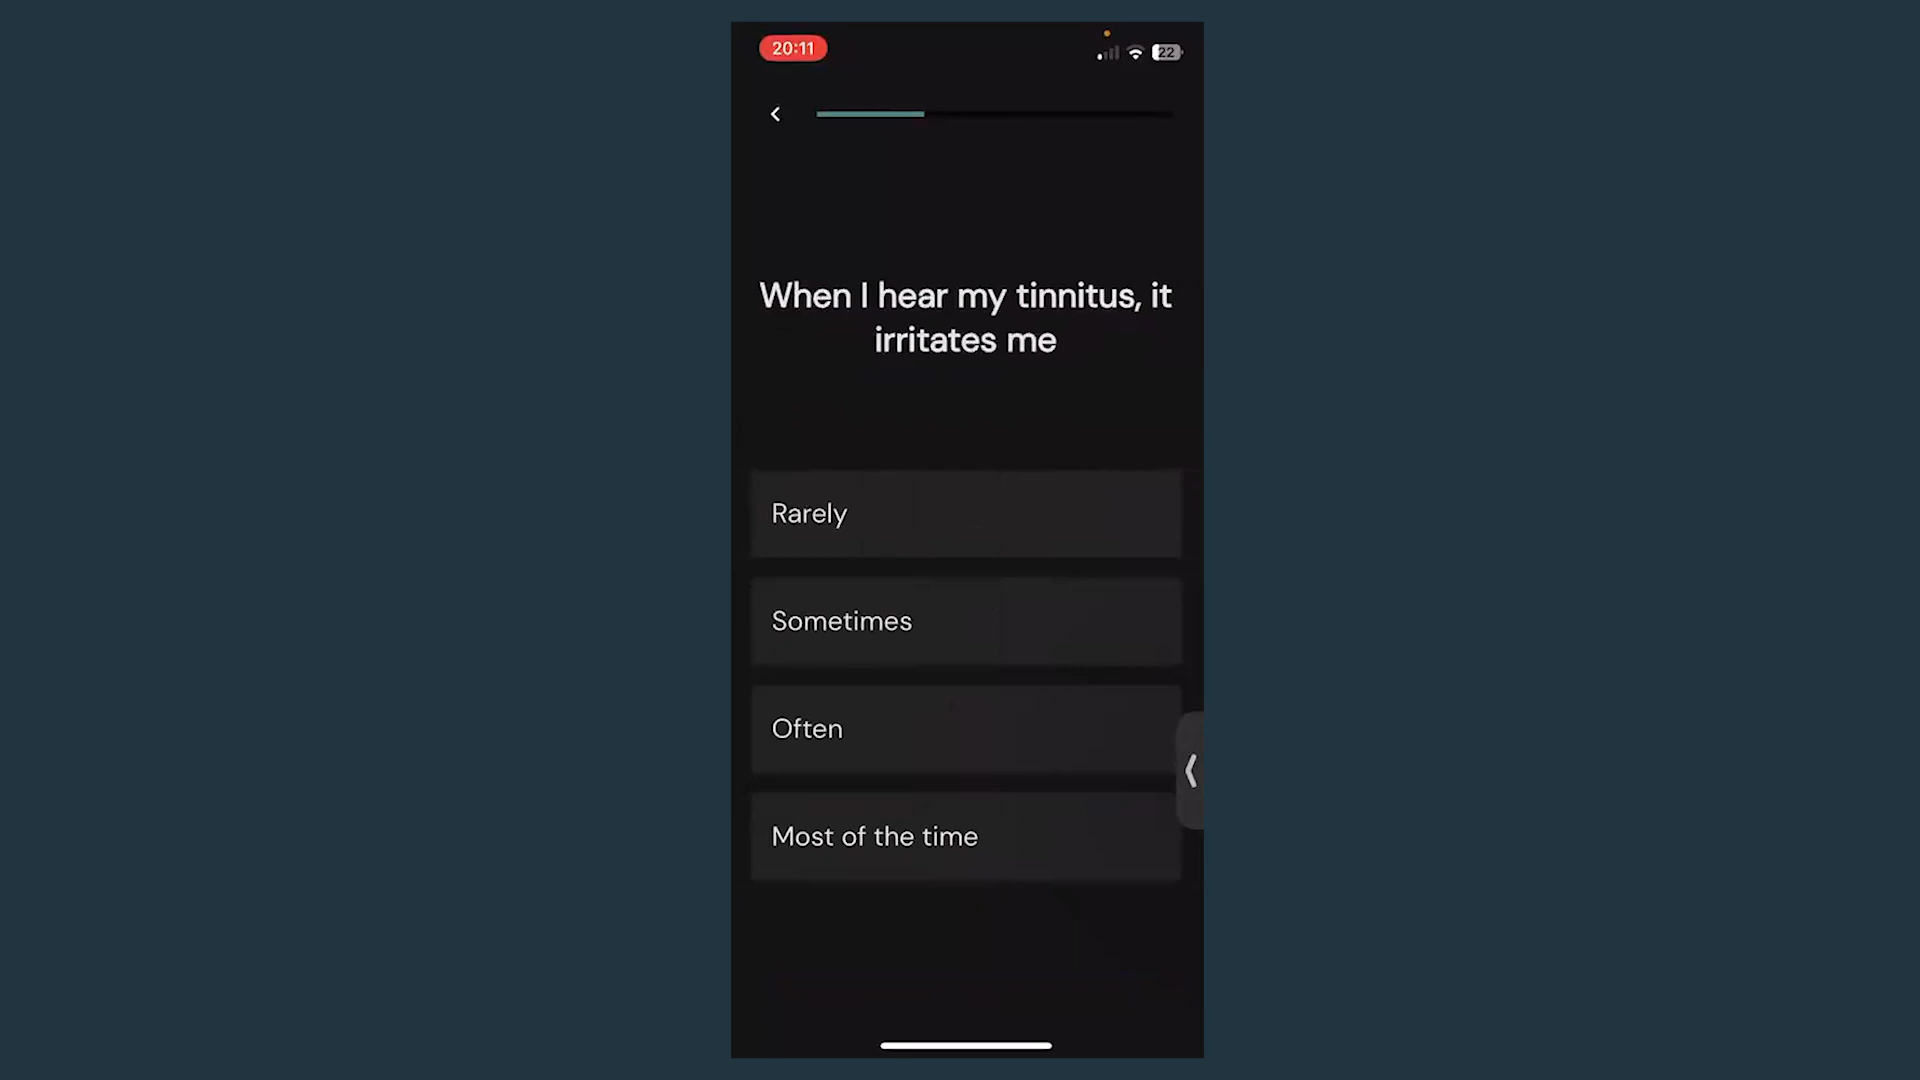 20:11
22
When I hear my tinnitus, it
irritates me
Rarely
Sometimes
Often
Most of the time